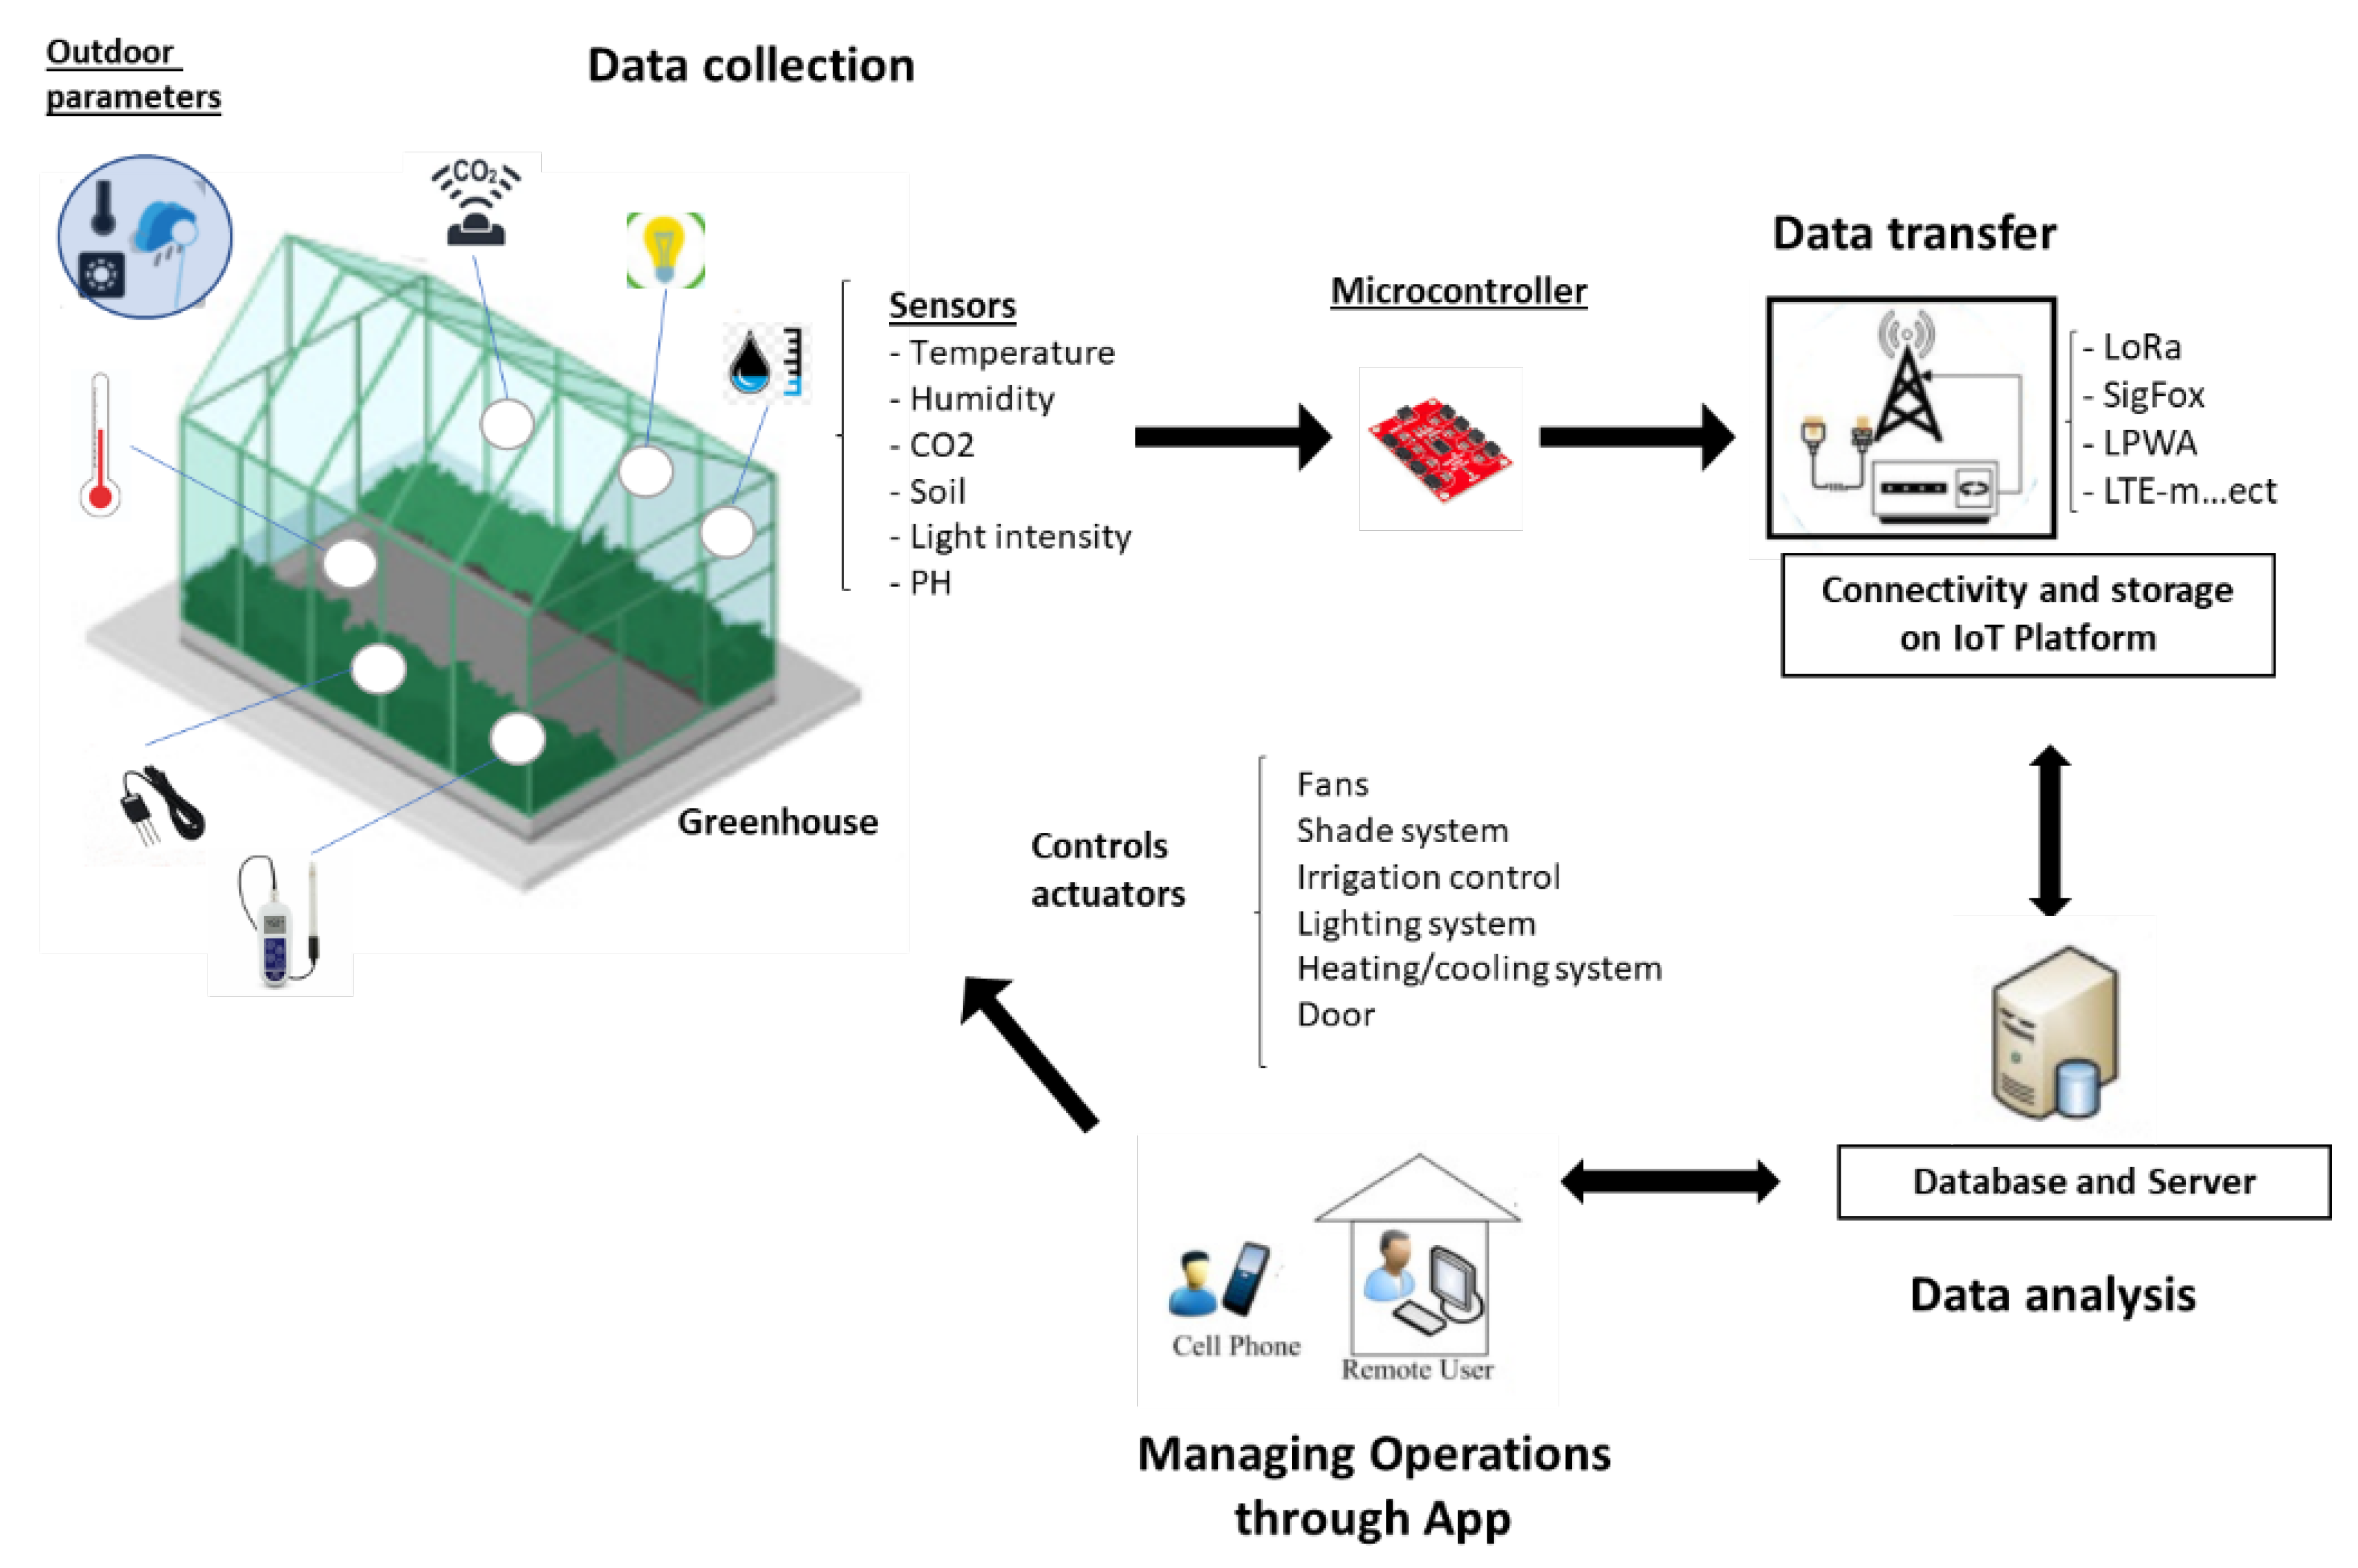 Outdoor
parameters
Data collection
CO₂
Sensors
- Temperature
- Humidity
- CO2
- Soil
- Light intensity
- PH
Greenhouse
Microcontroller
Data transfer
- LoRa
- SigFox
- LPWA
- LTE-m...ect
Connectivity and storage
on IoT Platform
Controls
actuators
Fans
Shade system
Irrigation control
Lighting system
Heating/cooling system
Door
Database and Server
Data analysis
Cell Phone
Remote User
Managing Operations
through App